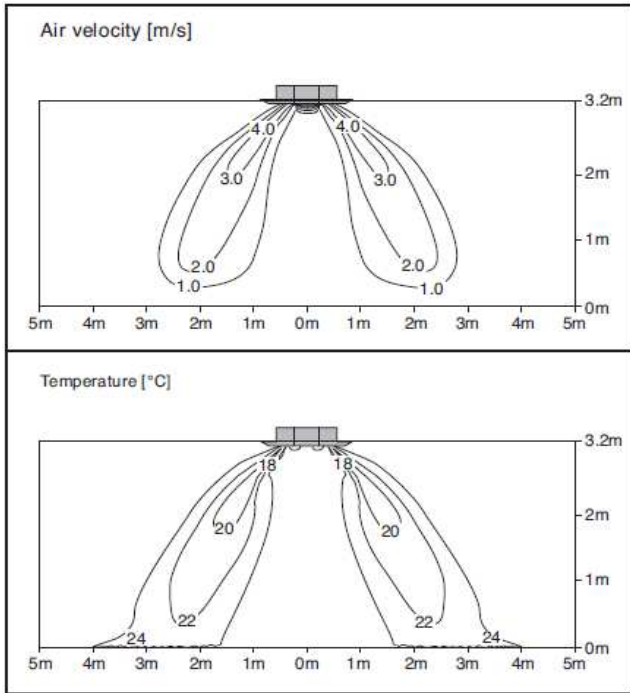 Air velocity [m/s]
3.2m
4.0 4.0
2m
3.0 3.0
1m
2.0 2.0
1.0 1.0
0m
5m 4m 3m 2m 1m 0m 1m 2m 3m 4m 5m
Temperature [°C]
3.2m
18 18
2m
20 20
1m
22 22
24 24
0m
5m 4m 3m 2m 1m 0m 1m 2m 3m 4m 5m